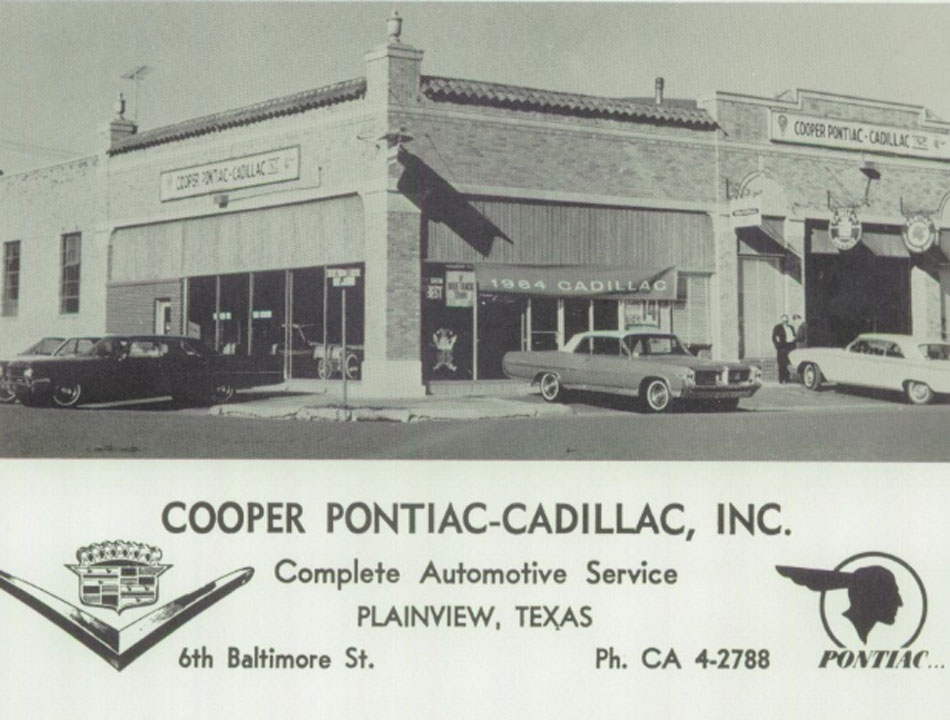 COOPER PONTIAC-CADILLAC
COOPER PONTIAC-CADILLAC
1964 CADILLAC
COOPER PONTIAC-CADILLAC, INC.
Complete Automotive Service
PLAINVIEW, TEXAS
6th Baltimore St.
Ph. CA 4-2788
PONTIAC...